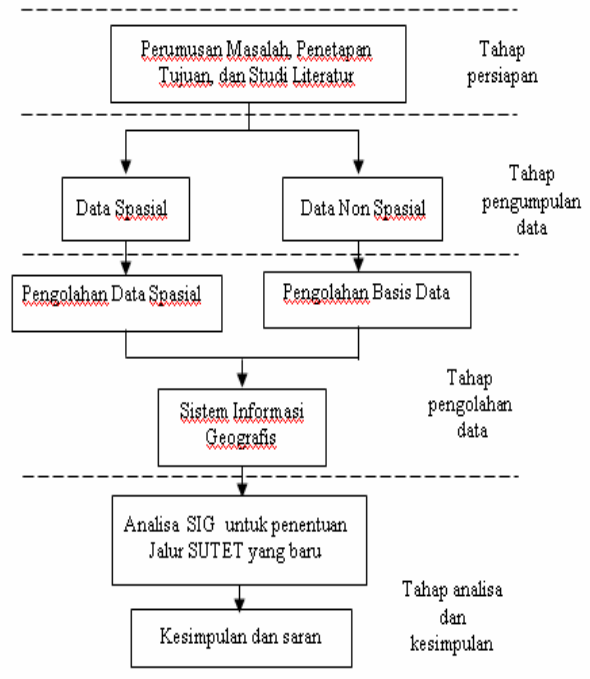 Perumusan Masalah, Penetapan
Tujuan, dan Studi Literatur
Tahap
persiapan
Data Spasial
Data Non Spasial
Tahap
pengumpulan
data
Pengolahan Data Spasial
Pengolahan Basis Data
Sistem Informasi
Geografis
Tahap
pengolahan
data
Analisa SIG untuk penentuan
Jalur SUTET yang baru
Kesimpulan dan saran
Tahap analisa
dan
kesimpulan